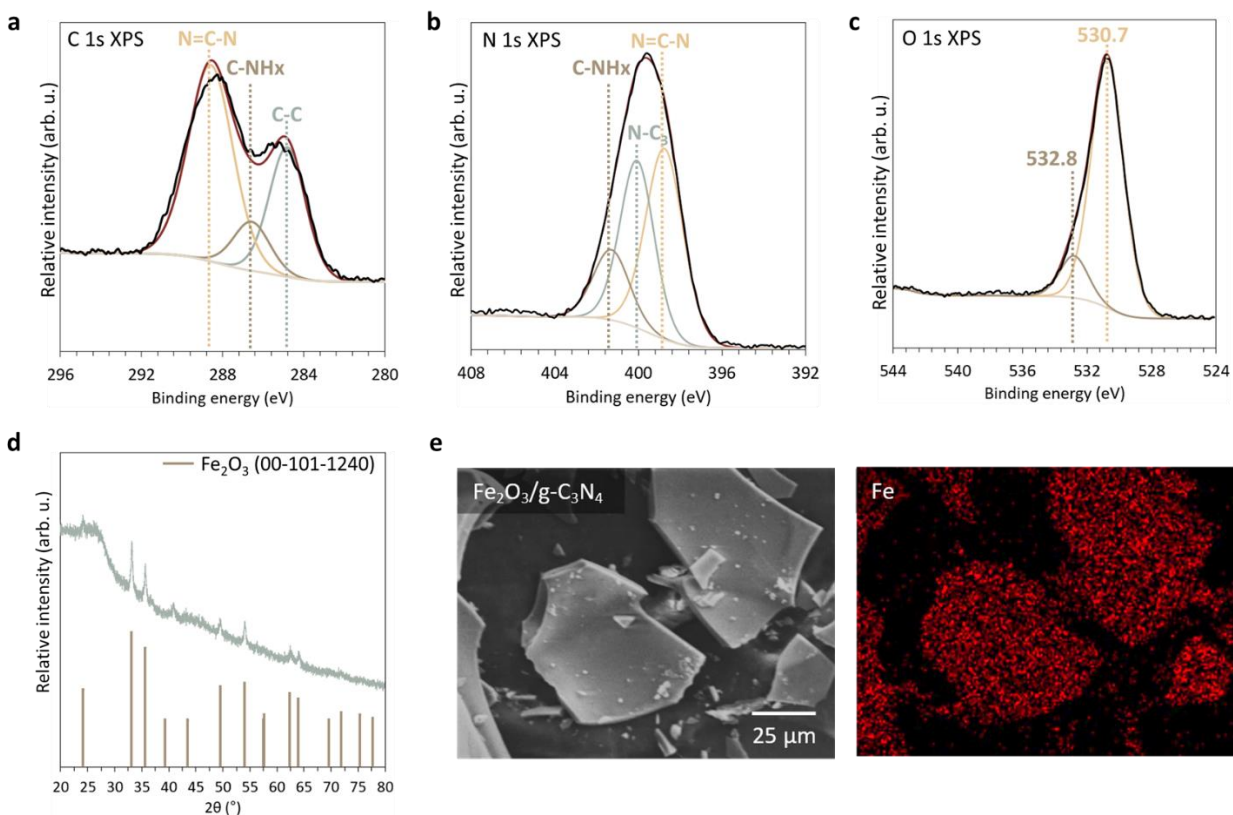 a
C 1s XPS
N=C-N
C-NHx
C-C
Relative intensity (arb. u.)
296 292 288 284 280
Binding energy (eV)
b
N 1s XPS
N=C-N
C-NHx
N-C₃
Relative intensity (arb. u.)
408 404 400 396 392
Binding energy (eV)
c
O 1s XPS
530.7
532.8
Relative intensity (arb. u.)
544 540 536 532 528 524
Binding energy (eV)
d
Fe₂O₃ (00-101-1240)
Relative intensity (arb. u.)
20 25 30 35 40 45 50 55 60 65 70 75 80
2θ (°)
e
Fe₂O₃/g-C₃N₄
25 μm
Fe